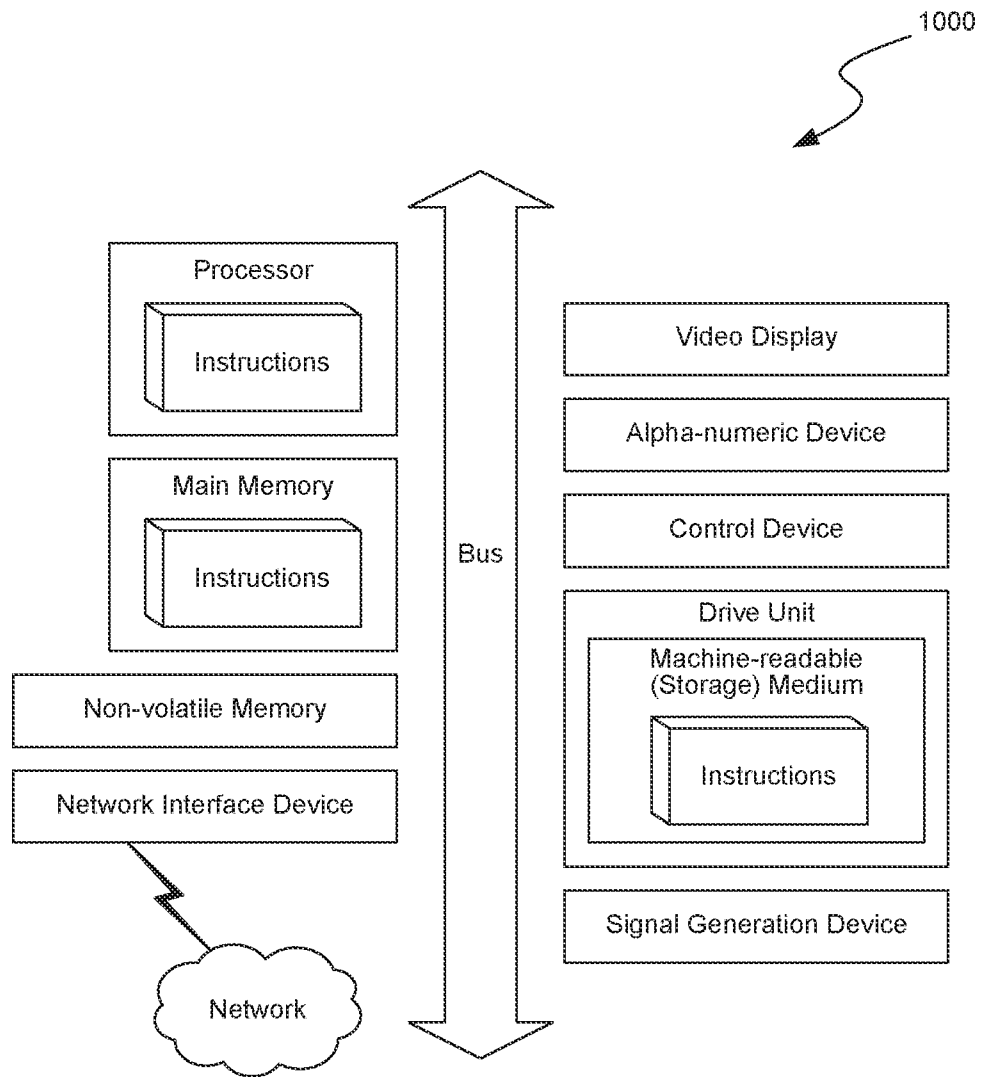 1000
Processor
Instructions
Main Memory
Instructions
Non-volatile Memory
Network Interface Device
Network
Bus
Video Display
Alpha-numeric Device
Control Device
Drive Unit
Machine-readable
(Storage) Medium
Instructions
Signal Generation Device